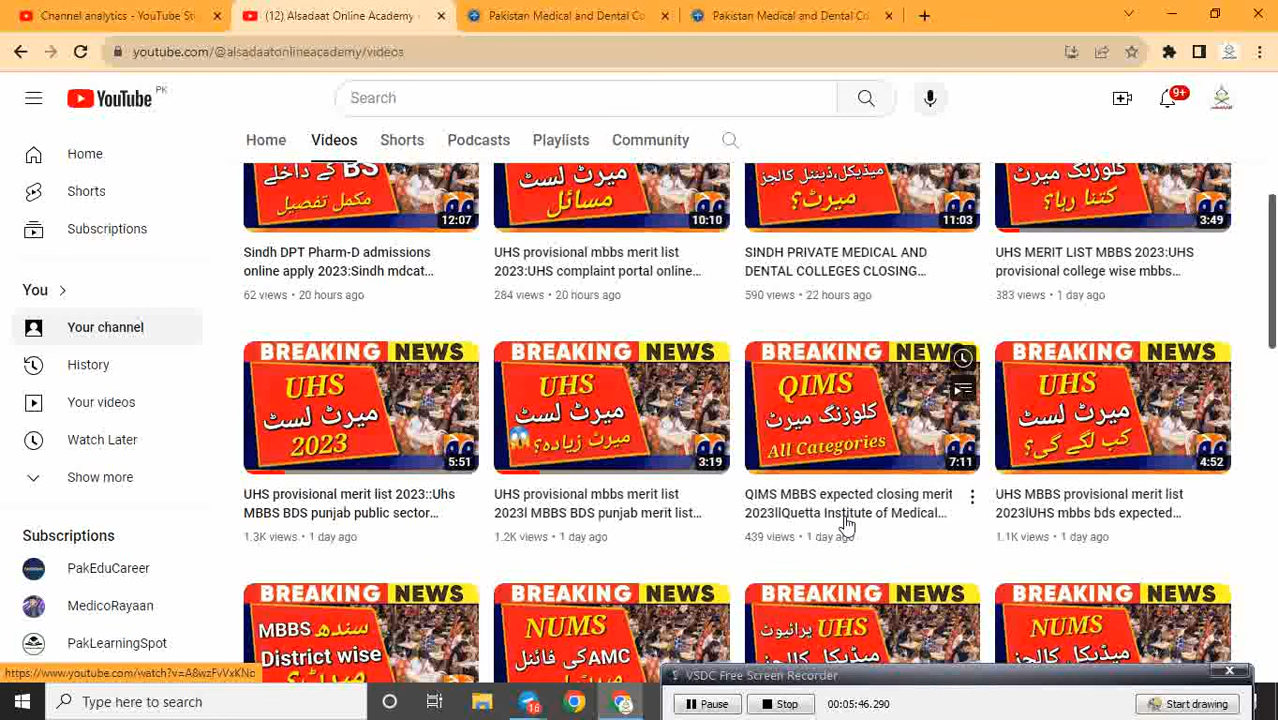 Channel analytics - YouTube St
(12) Alsadaat Online Academy
Pakistan Medical and Dental Co
Pakistan Medical and Dental Co
youtube.com/@alsadaatonlineacademy/videos
YouTube PK
Search
9+
Home Videos Shorts Podcasts Playlists Community
Home
Shorts
Subscriptions
You
Your channel
History
Your videos
Watch Later
Show more
Subscriptions
PakEduCareer
MedicoRayaan
PakLearningSpot
BS کے داخلے
مکمل تفصیل
12:07
میرٹ لسٹ
مسائل
10:10
میڈیکل،ڈینٹل کالجز
میرٹ؟
11:03
کلوزنگ میرٹ
کتنا رہا؟
3:49
Sindh DPT Pharm-D admissions
online apply 2023:Sindh mdcat...
62 views • 20 hours ago
UHS provisional mbbs merit list
2023:UHS complaint portal online...
284 views • 20 hours ago
SINDH PRIVATE MEDICAL AND
DENTAL COLLEGES CLOSING...
590 views • 22 hours ago
UHS MERIT LIST MBBS 2023:UHS
provisional college wise mbbs...
383 views • 1 day ago
BREAKING NEWS
UHS
میرٹ لسٹ
2023
5:51
BREAKING NEWS
UHS
میرٹ لسٹ
میرٹ زیادہ؟
3:19
BREAKING NEWS
QIMS
کلوزنگ میرٹ
All Categories
7:11
BREAKING NEWS
UHS
میرٹ لسٹ
کب لگے گی؟
4:52
UHS provisional merit list 2023::Uhs
MBBS BDS punjab public sector...
1.3K views • 1 day ago
UHS provisional mbbs merit list
2023l MBBS BDS punjab merit list...
1.2K views • 1 day ago
QIMS MBBS expected closing merit
2023llQuetta Institute of Medical...
439 views • 1 day ago
UHS MBBS provisional merit list
2023lUHS mbbs bds expected...
1.1K views • 1 day ago
BREAKING NEWS
MBBS سندھ
District wise
BREAKING NEWS
NUMS
AMC کی فائنل
BREAKING NEWS
UHS پرائیوٹ
میڈیکل کالجز
BREAKING NEWS
NUMS
میڈیکل کالجز
https://www.youtube.com/watch?v=A8wzFvVxKNo
VSDC Free Screen Recorder
Pause
Stop
00:05:46.290
Start drawing
Type here to search
16